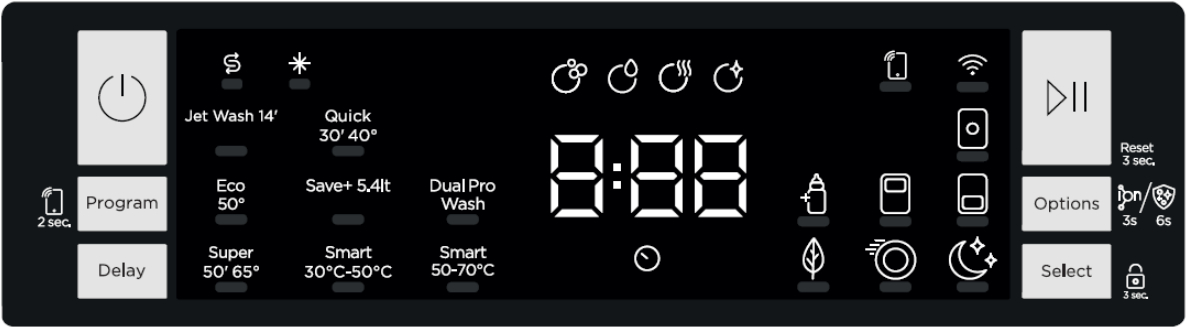 Jet Wash 14'
Quick
30' 40°
8:88
Reset
3 sec.
Program
2 sec.
Eco
50°
Save+ 5.4lt
Dual Pro
Wash
Options
ion/
3s 6s
Delay
Super
50' 65°
Smart
30°C-50°C
Smart
50-70°C
Select
3 sec.